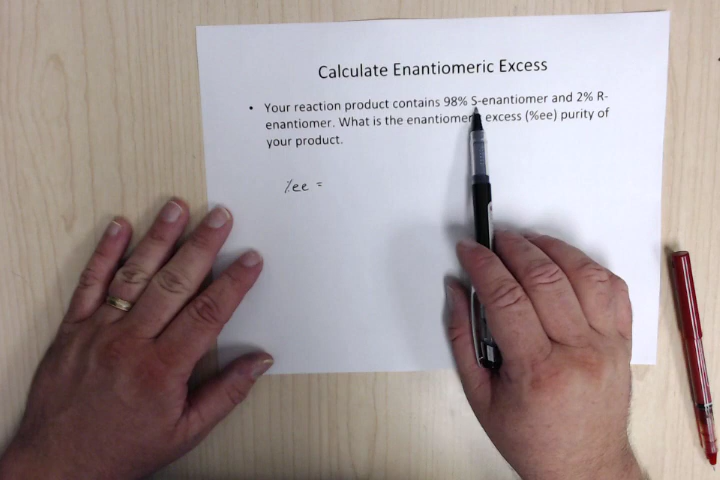 Calculate Enantiomeric Excess
• Your reaction product contains 98% S-enantiomer and 2% R-
enantiomer. What is the excess (%ee) purity of
your product.
%ee =